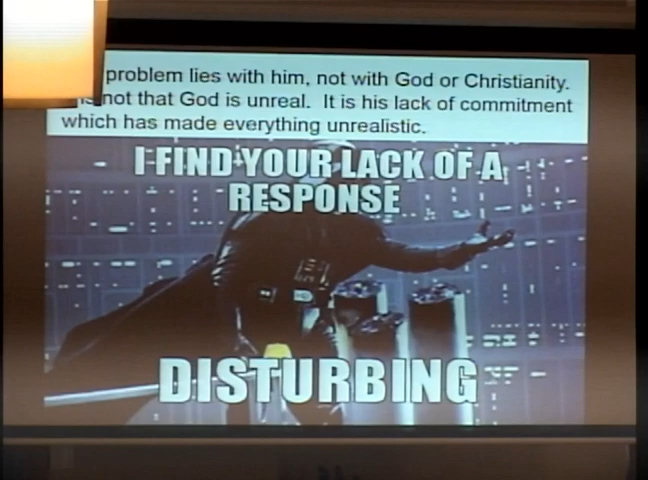 problem lies with him, not with God or Christianity.
not that God is unreal. It is his lack of commitment
which has made everything unrealistic.
I FIND YOUR LACK OF A
RESPONSE
DISTURBING